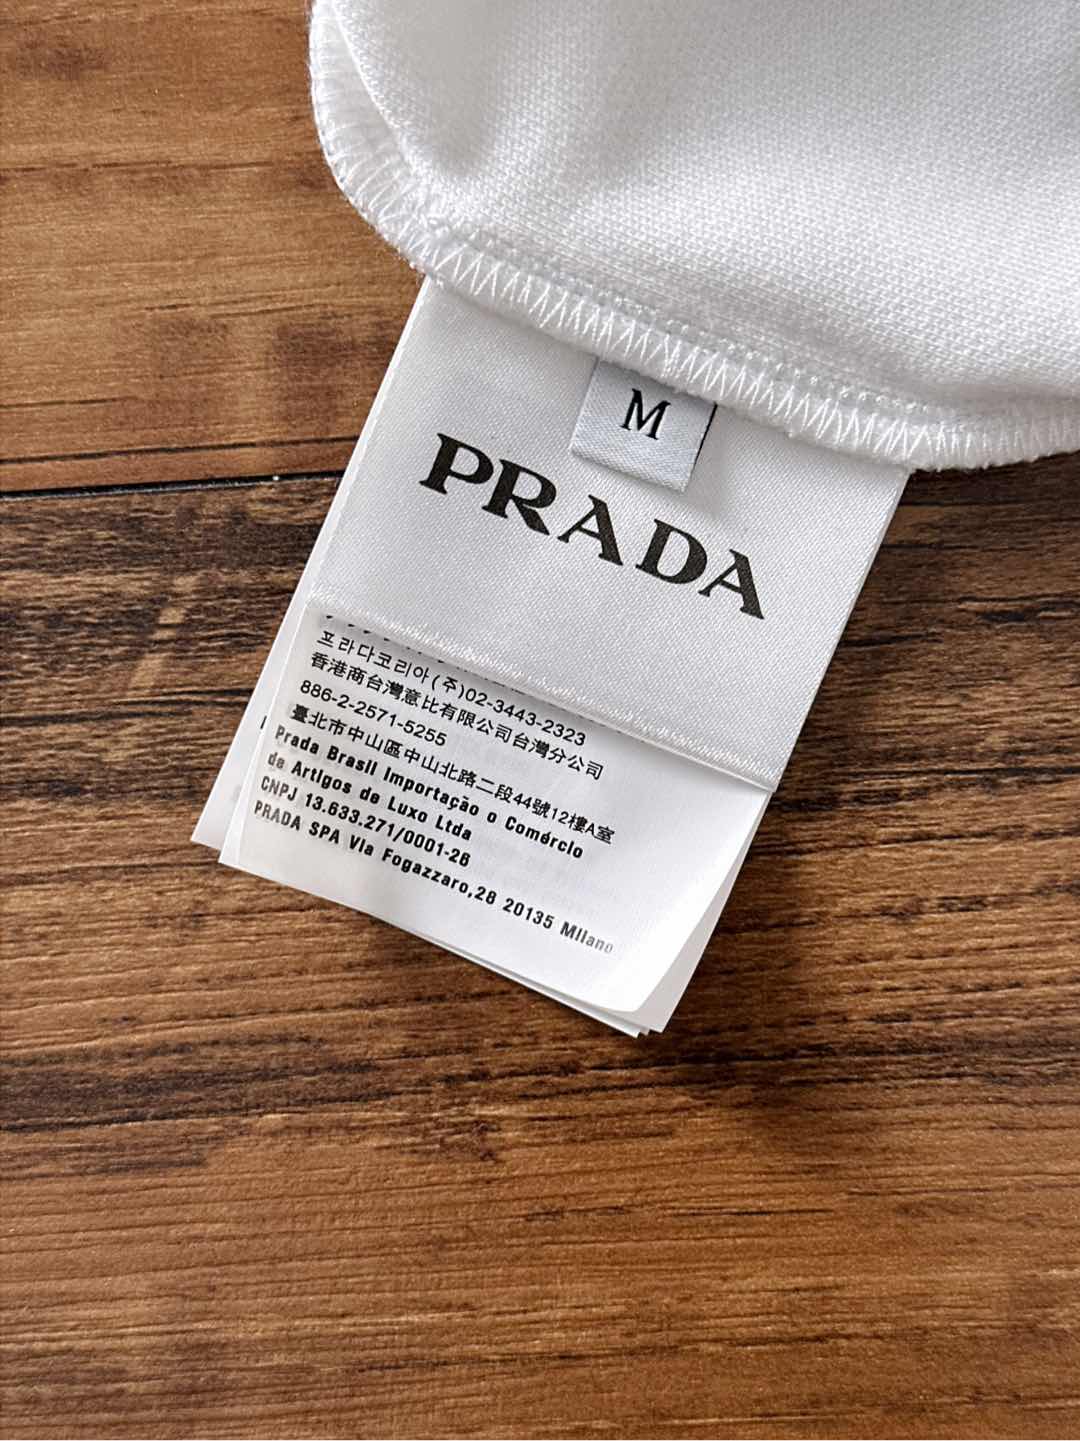 M
PRADA
프라다코리아(주)02-3443-2323
香港商台灣意比有限公司台灣分公司
886-2-2571-5255
臺北市中山區中山北路二段44號12樓A室
Prada Brasil Importação o Comércio
de Artigos de Luxo Ltda
CNPJ 13.633.271/0001-28
PRADA SPA Via Fogazzaro,28 20135 Milano